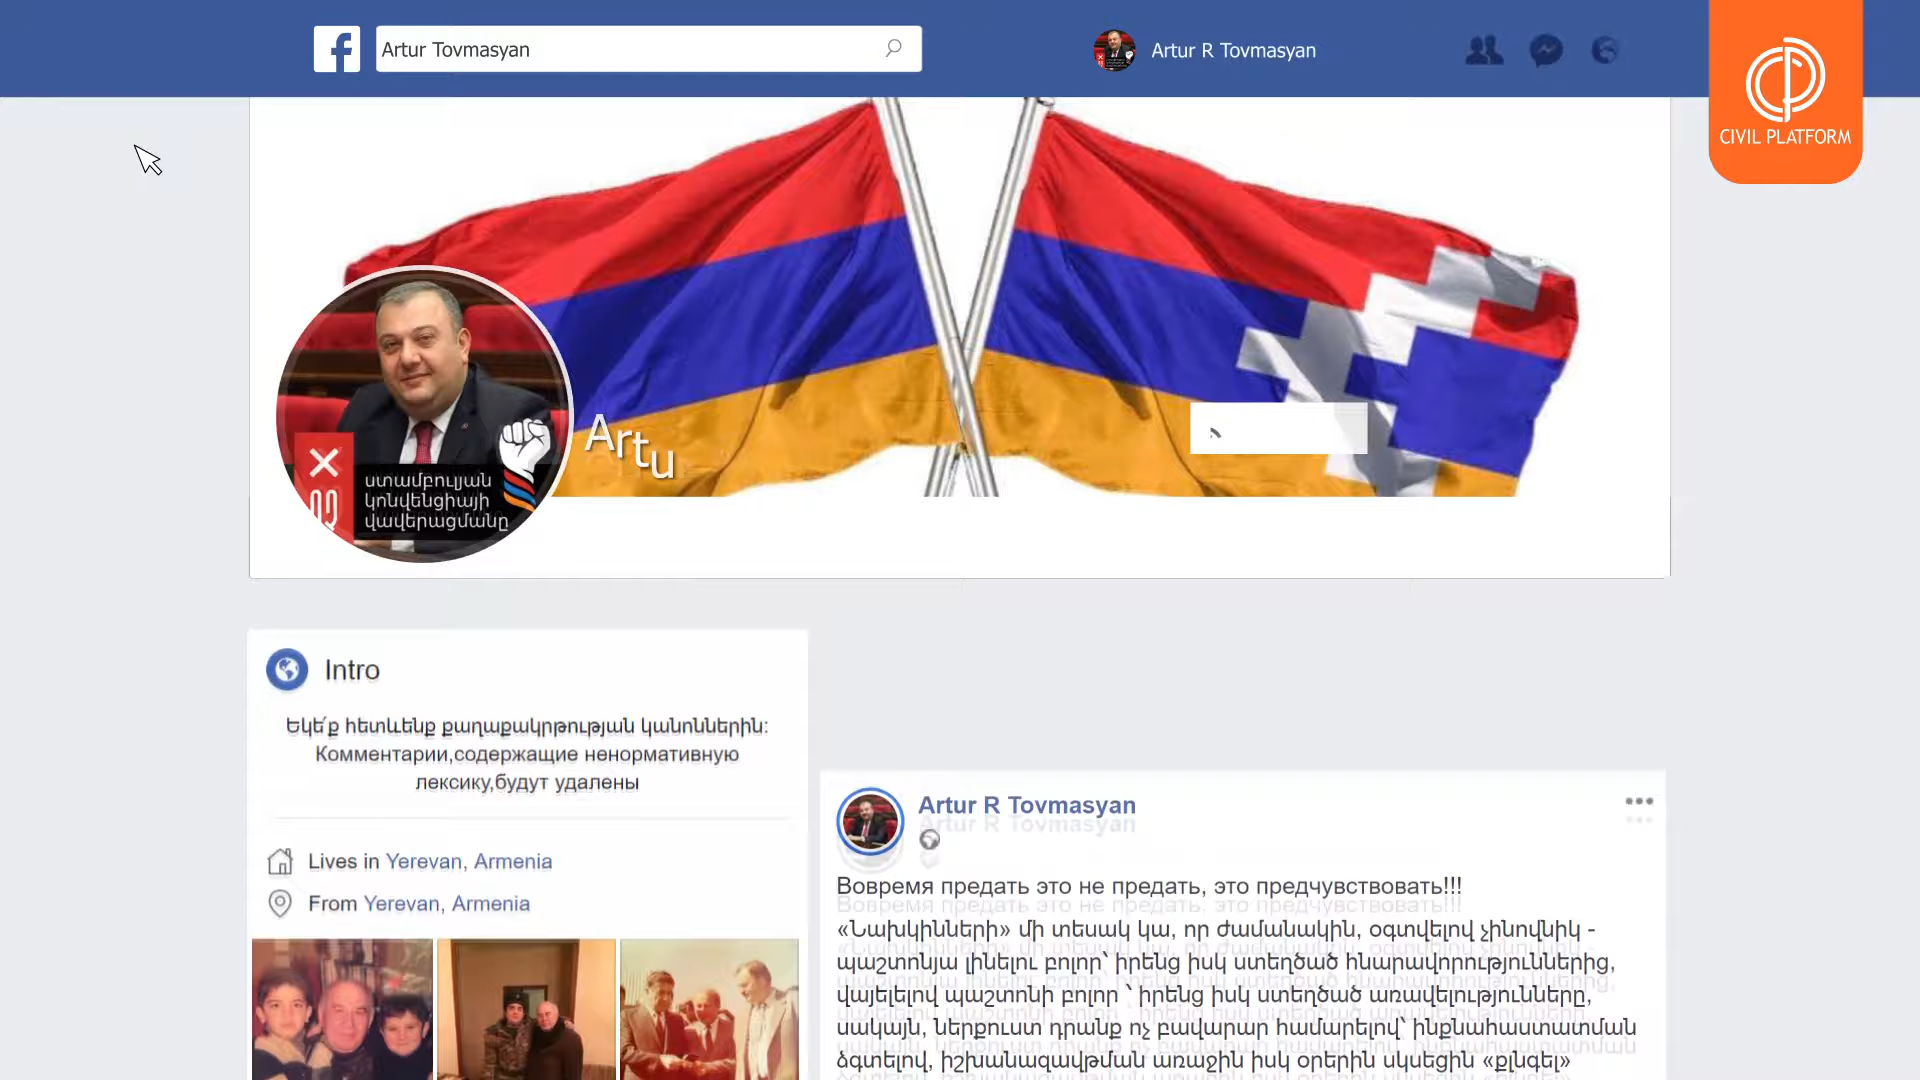 Artur Tovmasyan
Artur R Tovmasyan
CIVIL PLATFORM
Artu
ՈՉ
ստամբուլյան
կոնվենցիայի
վավերացմանը
Intro
Եկե՛ք հետևենք քաղաքակրթության կանոններին:
Комментарии,содержащие ненормативную
лексику,будут удалены
Lives in Yerevan, Armenia
From Yerevan, Armenia
Artur R Tovmasyan
Вовремя предать это не предать, это предчувствовать!!!
«Նախկինների» մի տեսակ կա, որ ժամանակին, օգտվելով չինովնիկ -
պաշտոնյա լինելու բոլոր՝ իրենց իսկ ստեղծած հնարավորություններից,
վայելելով պաշտոնի բոլոր ՝ իրենց իսկ ստեղծած առավելությունները,
սակայն, ներքուստ դրանք ոչ բավարար համարելով՝ ինքնահաստատման
ձգտելով, իշխանազավթման առաջին իսկ օրերին սկսեցին «քլնգել»